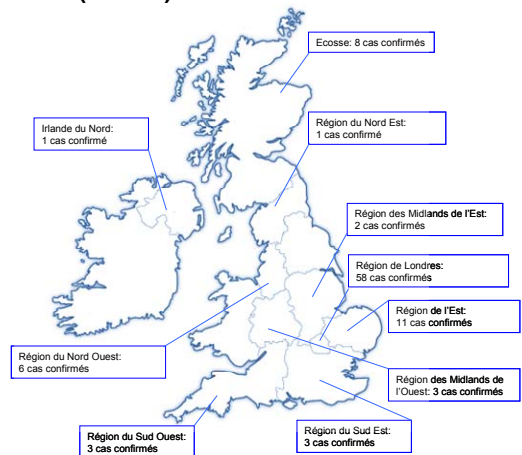 Ecosse: 8 cas confirmés
Région du Nord Est:
1 cas confirmé
Irlande du Nord:
1 cas confirmé
Région des Midlands de l'Est:
2 cas confirmés
Région de Londres:
58 cas confirmés
Région de l'Est:
11 cas confirmés
Région du Nord Ouest:
6 cas confirmés
Région des Midlands de
l'Ouest: 3 cas confirmés
Région du Sud Ouest:
3 cas confirmés
Région du Sud Est:
3 cas confirmés